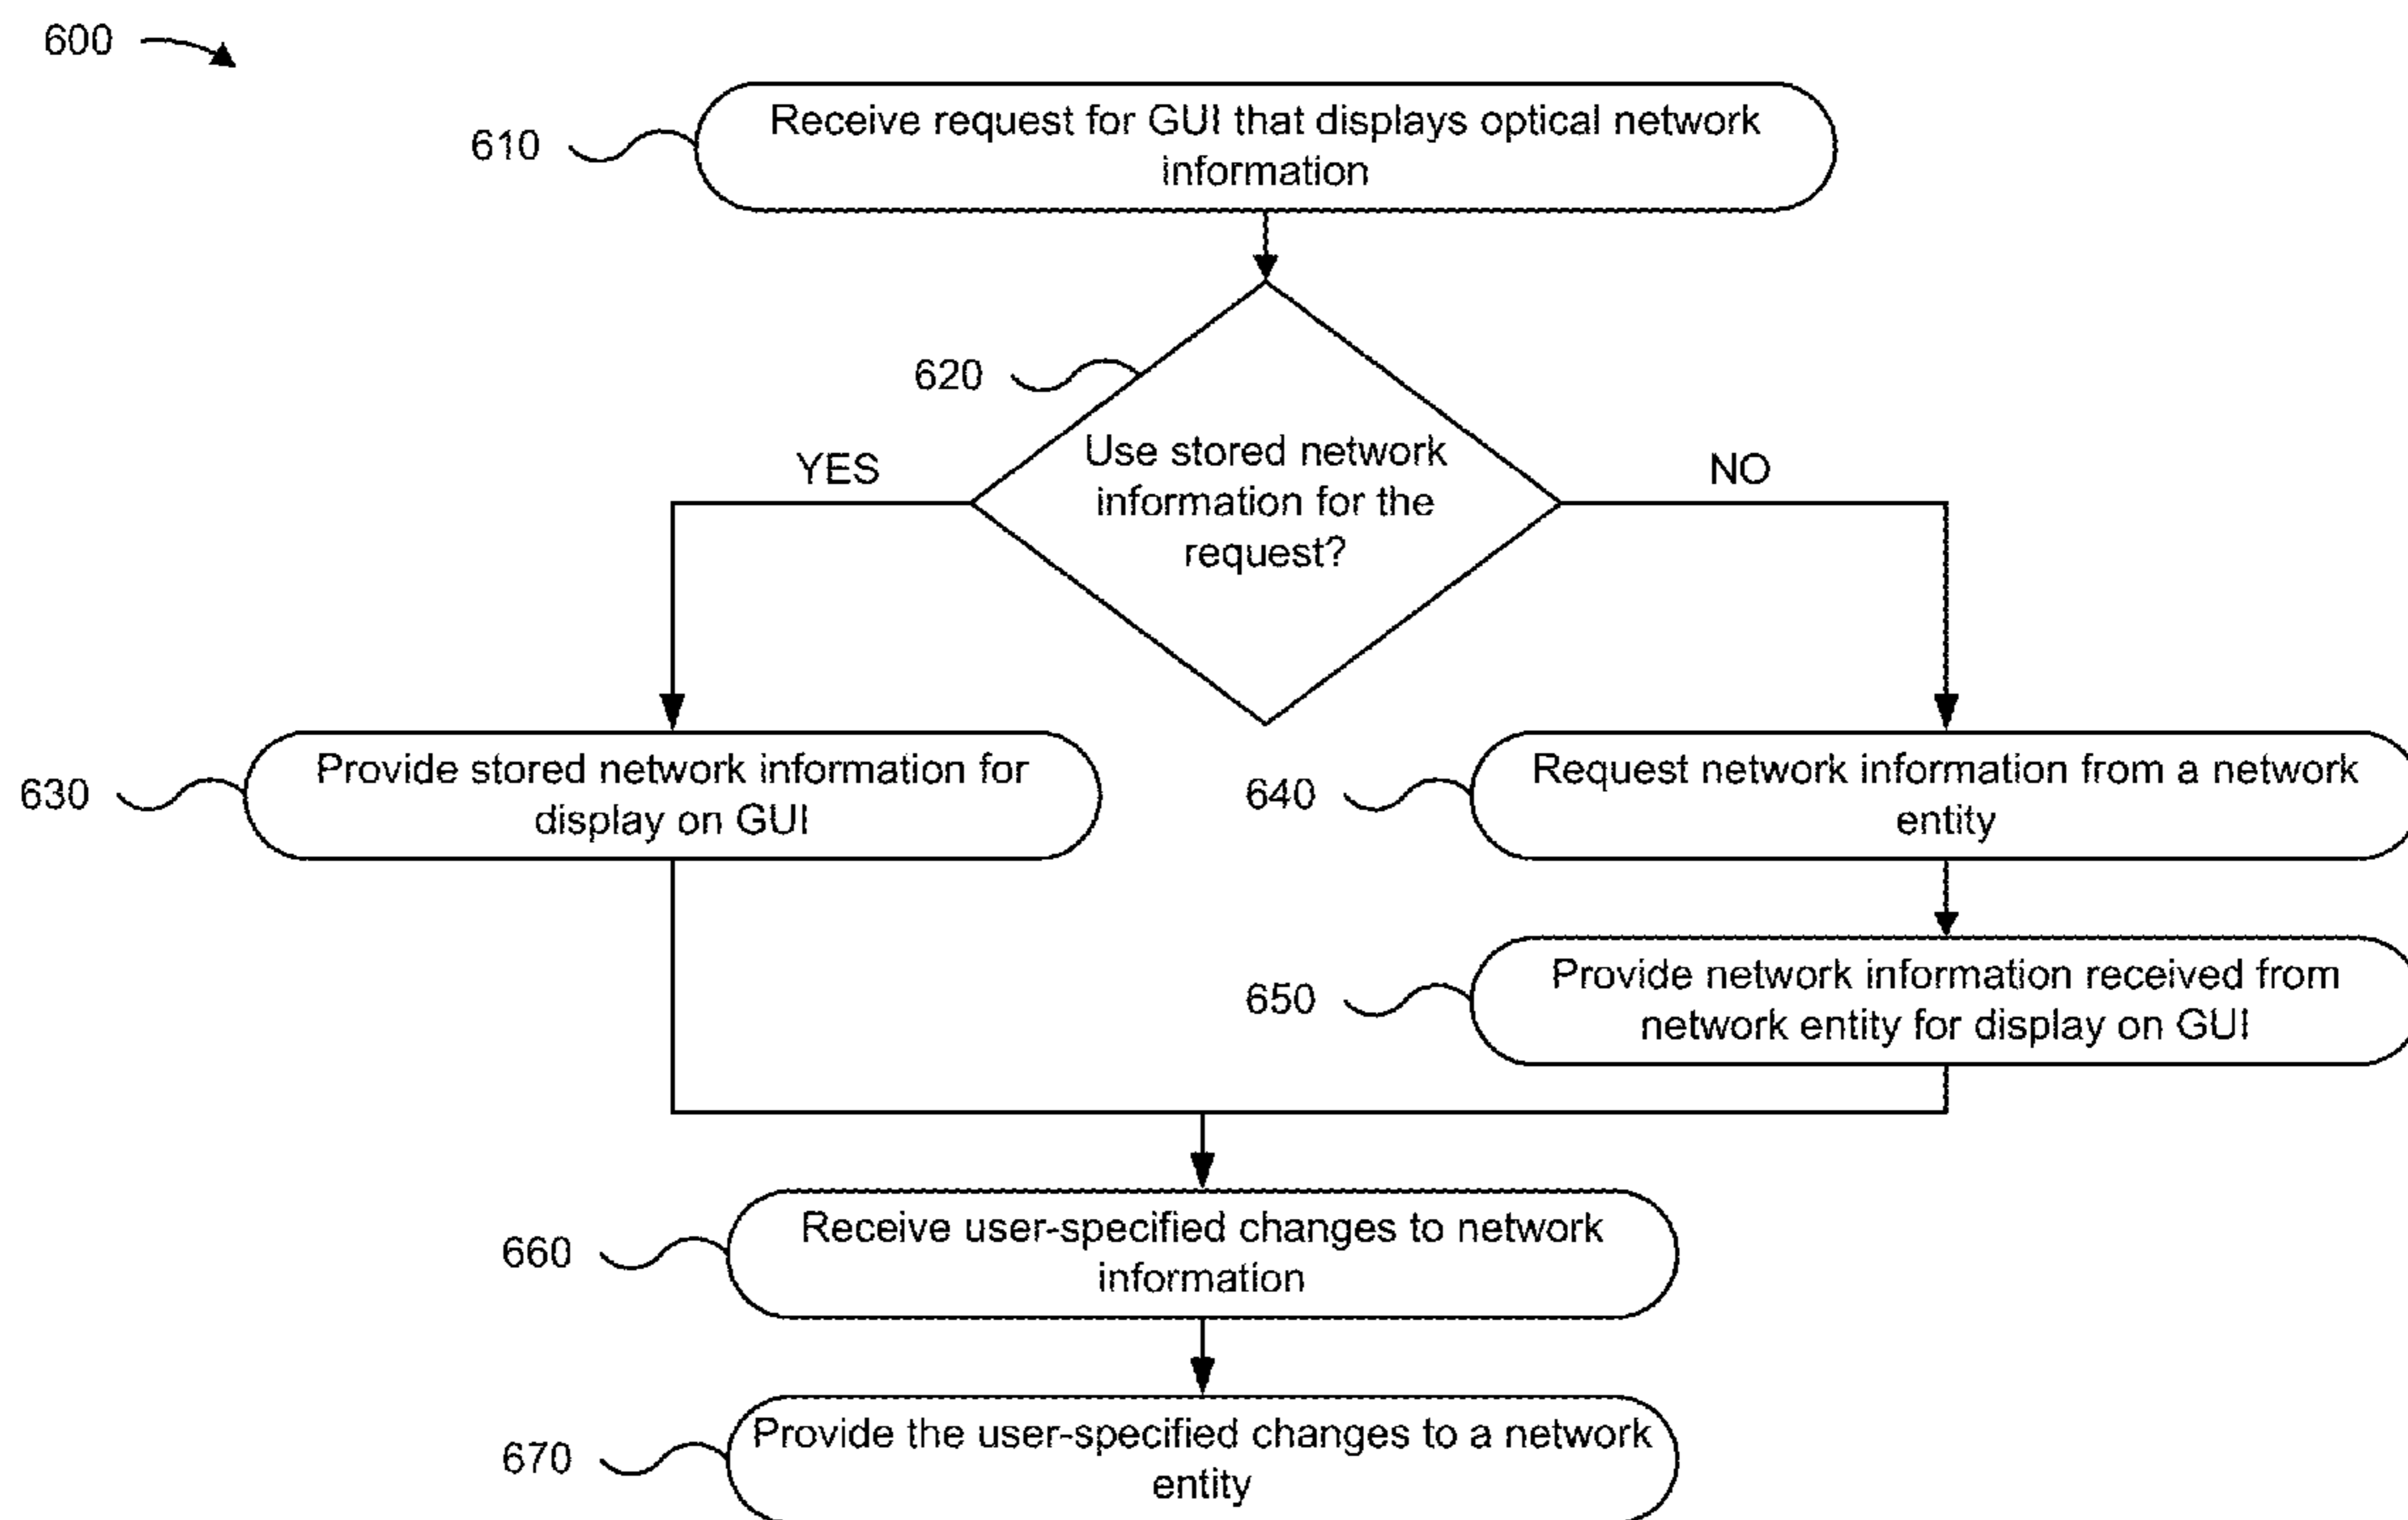 600
610
Receive request for GUI that displays optical network
information
620
Use stored network
information for the
request?
YES
NO
630
Provide stored network information for
display on GUI
640
Request network information from a network
entity
650
Provide network information received from
network entity for display on GUI
660
Receive user-specified changes to network
information
670
Provide the user-specified changes to a network
entity